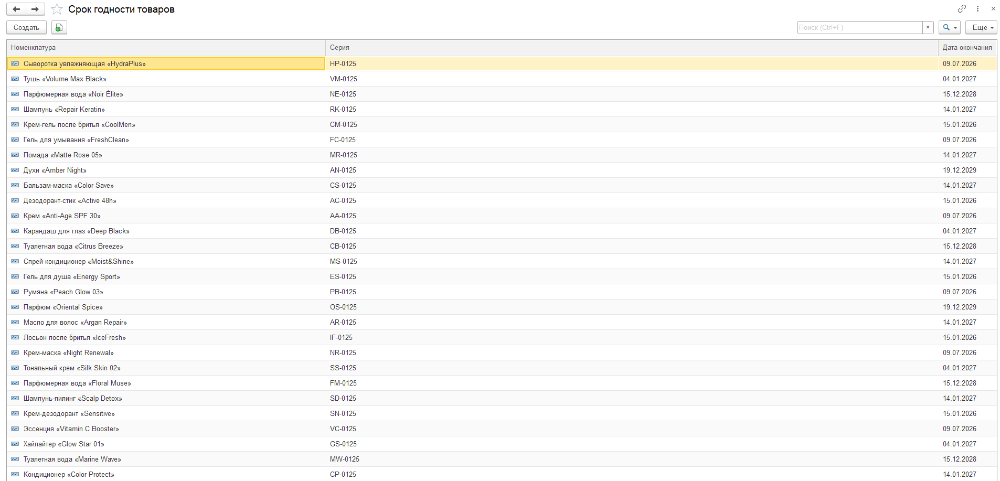 Срок годности товаров
Создать
Поиск (Ctrl+F)
×
Еще
Номенклатура Серия Дата окончания
Сыворотка увлажняющая «HydraPlus» HP-0125 09.07.2026
Тушь «Volume Max Black» VM-0125 04.01.2027
Парфюмерная вода «Noir Élite» NE-0125 15.12.2028
Шампунь «Repair Keratin» RK-0125 14.01.2027
Крем-гель после бритья «CoolMen» CM-0125 15.01.2026
Гель для умывания «FreshClean» FC-0125 09.07.2026
Помада «Matte Rose 05» MR-0125 14.01.2027
Духи «Amber Night» AN-0125 19.12.2029
Бальзам-маска «Color Save» CS-0125 14.01.2027
Дезодорант-стик «Active 48h» AC-0125 15.01.2026
Крем «Anti-Age SPF 30» AA-0125 09.07.2026
Карандаш для глаз «Deep Black» DB-0125 04.01.2027
Туалетная вода «Citrus Breeze» CB-0125 15.12.2028
Спрей-кондиционер «Moist&Shine» MS-0125 14.01.2027
Гель для душа «Energy Sport» ES-0125 15.01.2026
Румяна «Peach Glow 03» PB-0125 09.07.2026
Парфюм «Oriental Spice» OS-0125 19.12.2029
Масло для волос «Argan Repair» AR-0125 14.01.2027
Лосьон после бритья «IceFresh» IF-0125 15.01.2026
Крем-маска «Night Renewal» NR-0125 09.07.2026
Тональный крем «Silk Skin 02» SS-0125 04.01.2027
Парфюмерная вода «Floral Muse» FM-0125 15.12.2028
Шампунь-пилинг «Scalp Detox» SD-0125 14.01.2027
Крем-дезодорант «Sensitive» SN-0125 15.01.2026
Эссенция «Vitamin C Booster» VC-0125 09.07.2026
Хайлайтер «Glow Star 01» GS-0125 04.01.2027
Туалетная вода «Marine Wave» MW-0125 15.12.2028
Кондиционер «Color Protect» CP-0125 14.01.2027